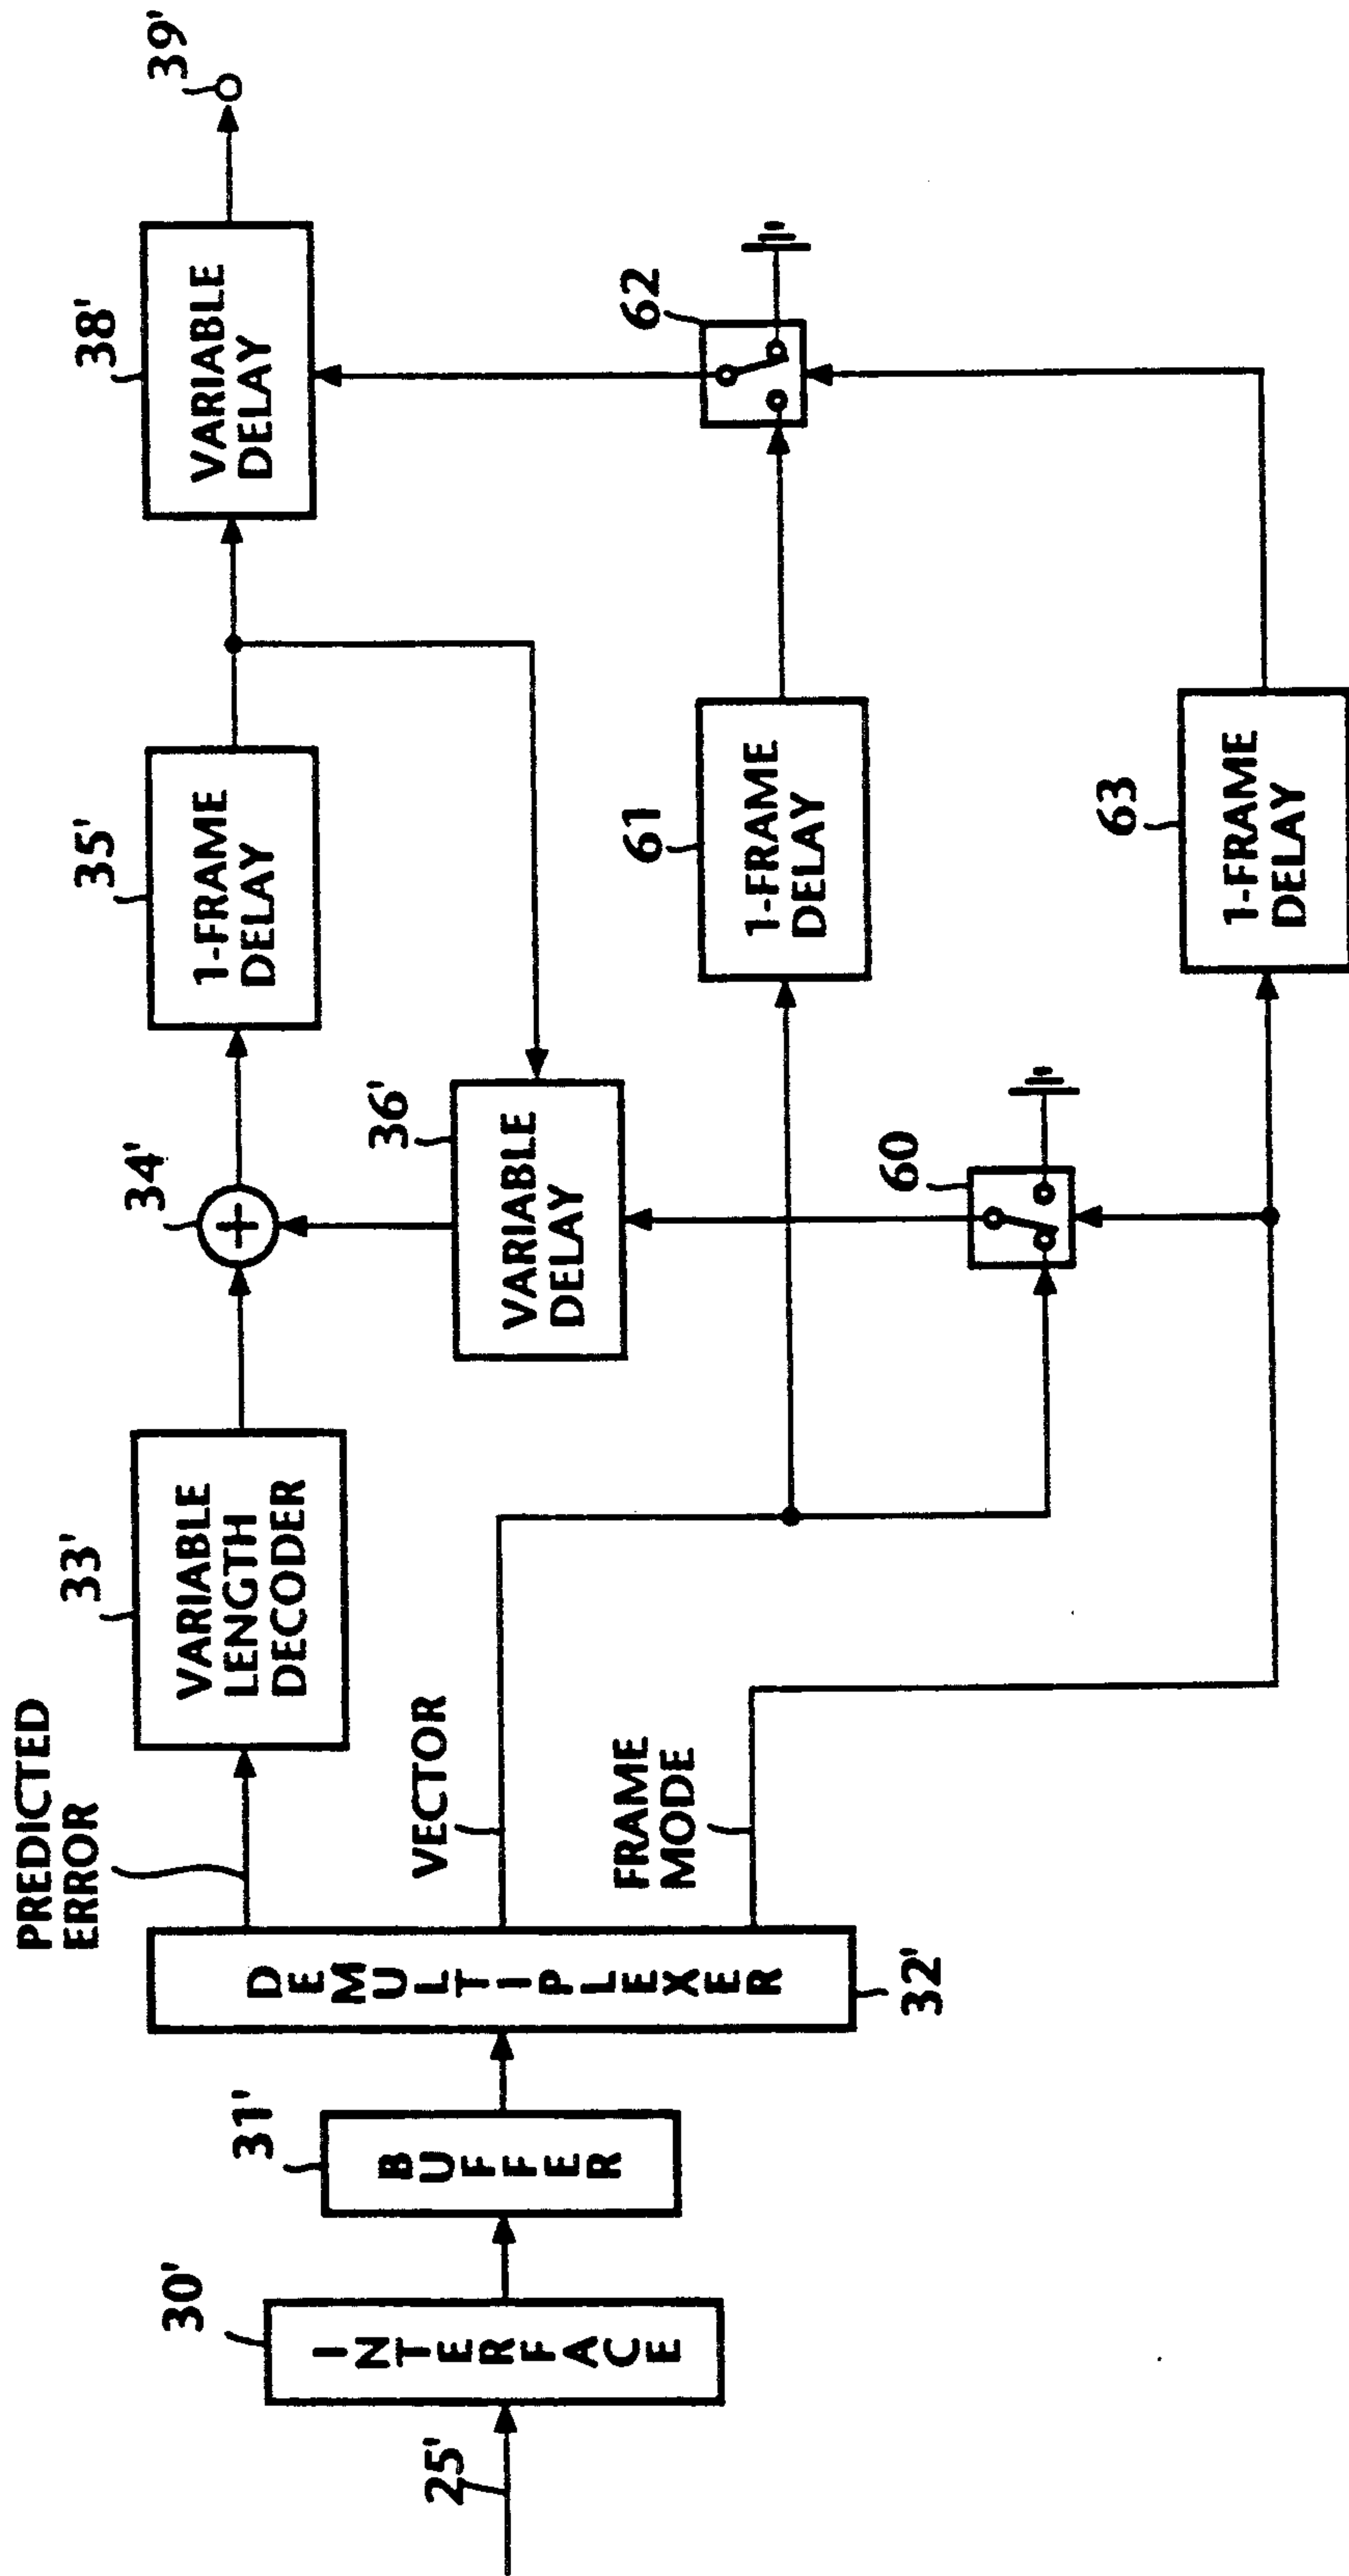 25'
30'
INTERFACE
31'
BUFFER
32'
DEMULTIPLEXER
PREDICTED
ERROR
VECTOR
FRAME
MODE
33'
VARIABLE
LENGTH
DECODER
34'
+
35'
1-FRAME
DELAY
36'
VARIABLE
DELAY
38'
VARIABLE
DELAY
39'
60
61
1-FRAME
DELAY
62
63
1-FRAME
DELAY